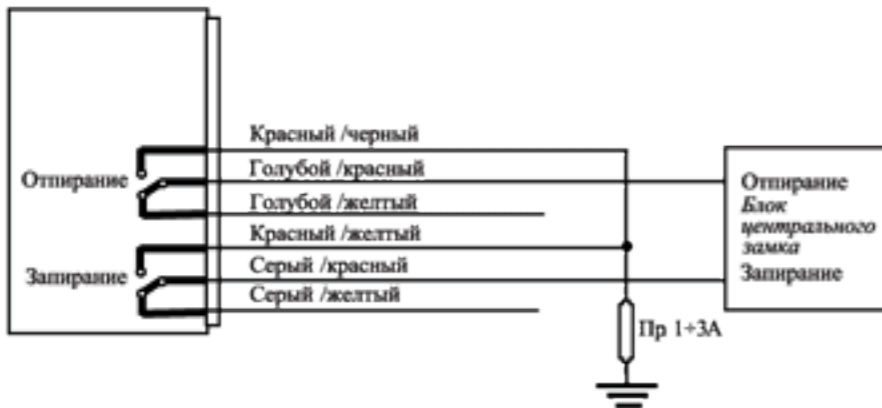 Красный /черный
Голубой /красный
Отпирание
Голубой /желтый
Красный /желтый
Серый /красный
Запирание
Серый /желтый
Отпирание
Блок
центрального
замка
Запирание
Пр 1÷3А